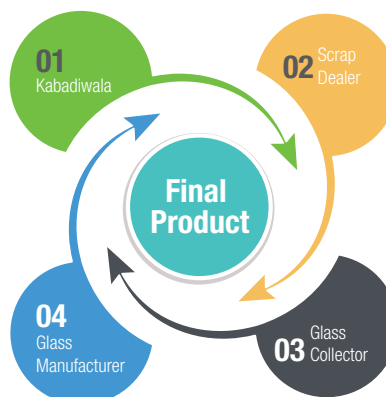 01
Kabadiwala
02 Scrap
Dealer
Final
Product
04
Glass
Manufacturer
03 Glass
Collector